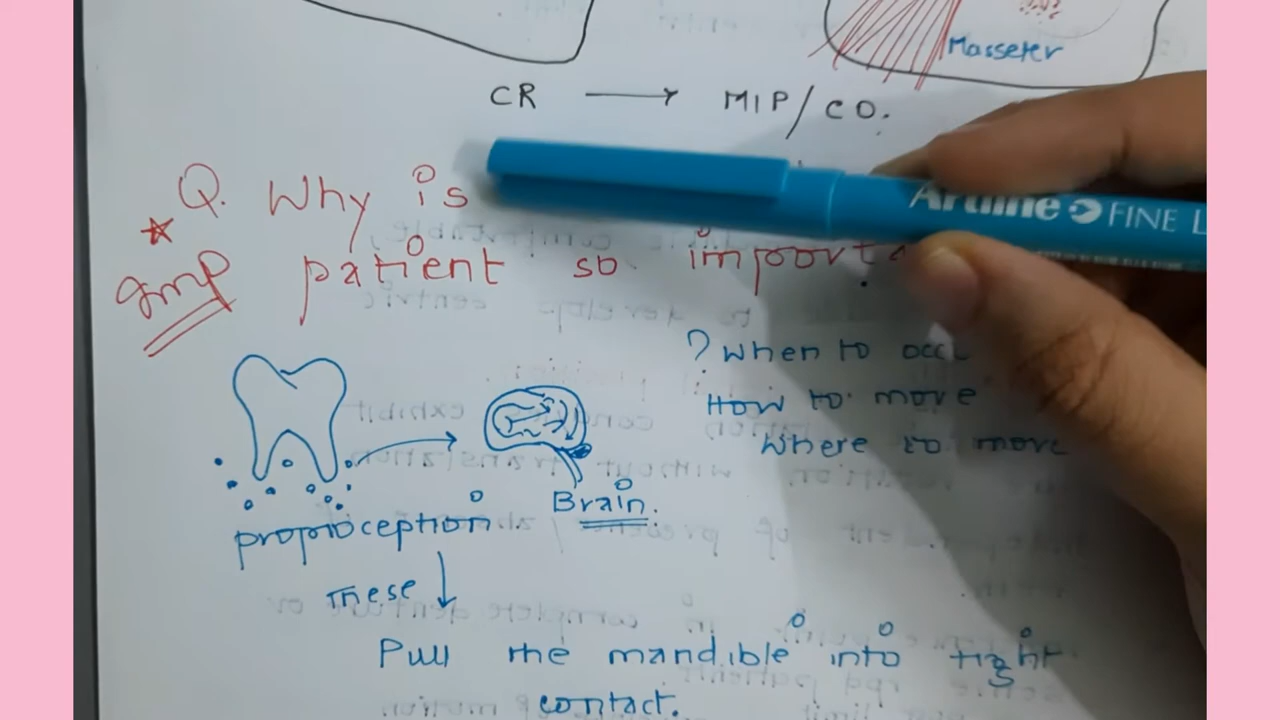 Masseter
CR → MIP/CO.
Artline FINE L
Q. Why is
Imp patient so importa
? When to occ
How to move
Where to move
Brain.
proprioception
These ↓
Pull the mandible into tight
contact.